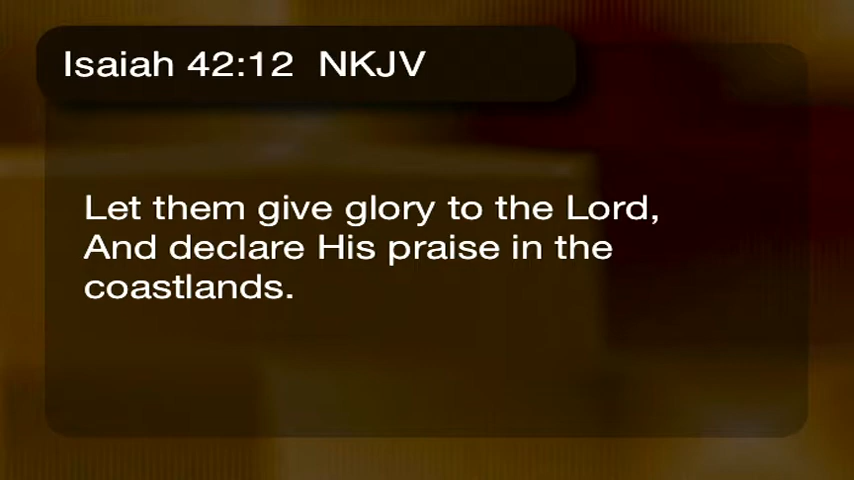 Isaiah 42:12 NKJV
Let them give glory to the Lord,
And declare His praise in the
coastlands.